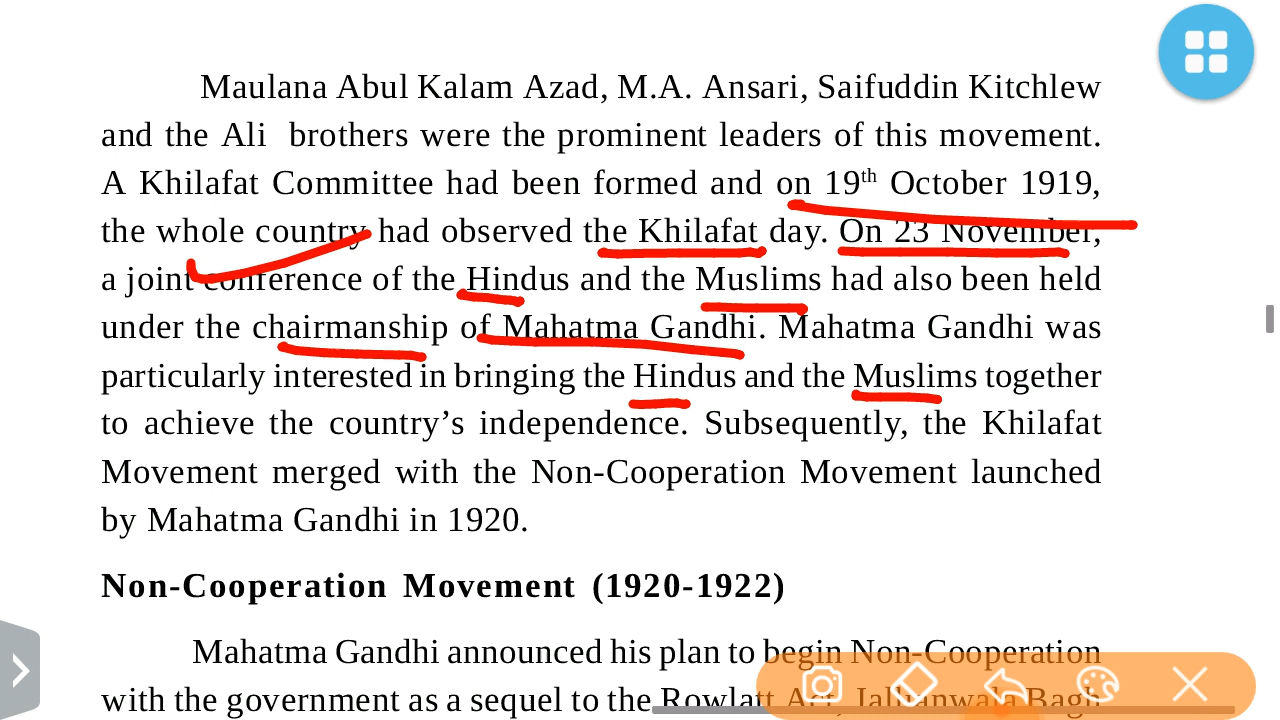 Maulana Abul Kalam Azad, M.A. Ansari, Saifuddin Kitchlew
and the Ali brothers were the prominent leaders of this movement.
A Khilafat Committee had been formed and on 19th October 1919,
the whole country had observed the Khilafat day. On 23 November,
a joint conference of the Hindus and the Muslims had also been held
under the chairmanship of Mahatma Gandhi. Mahatma Gandhi was
particularly interested in bringing the Hindus and the Muslims together
to achieve the country’s independence. Subsequently, the Khilafat
Movement merged with the Non-Cooperation Movement launched
by Mahatma Gandhi in 1920.
Non-Cooperation Movement (1920-1922)
Mahatma Gandhi announced his plan to begin Non-Cooperation
with the government as a sequel to the Rowlatt Act, Jallianwala Bagh